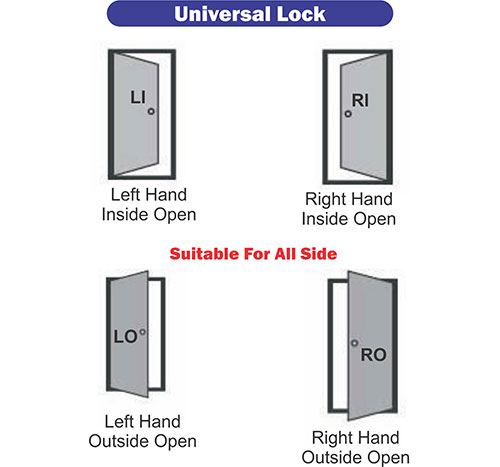 Universal Lock
LI
RI
Left Hand
Inside Open
Right Hand
Inside Open
Suitable For All Side
LO
RO
Left Hand
Outside Open
Right Hand
Outside Open